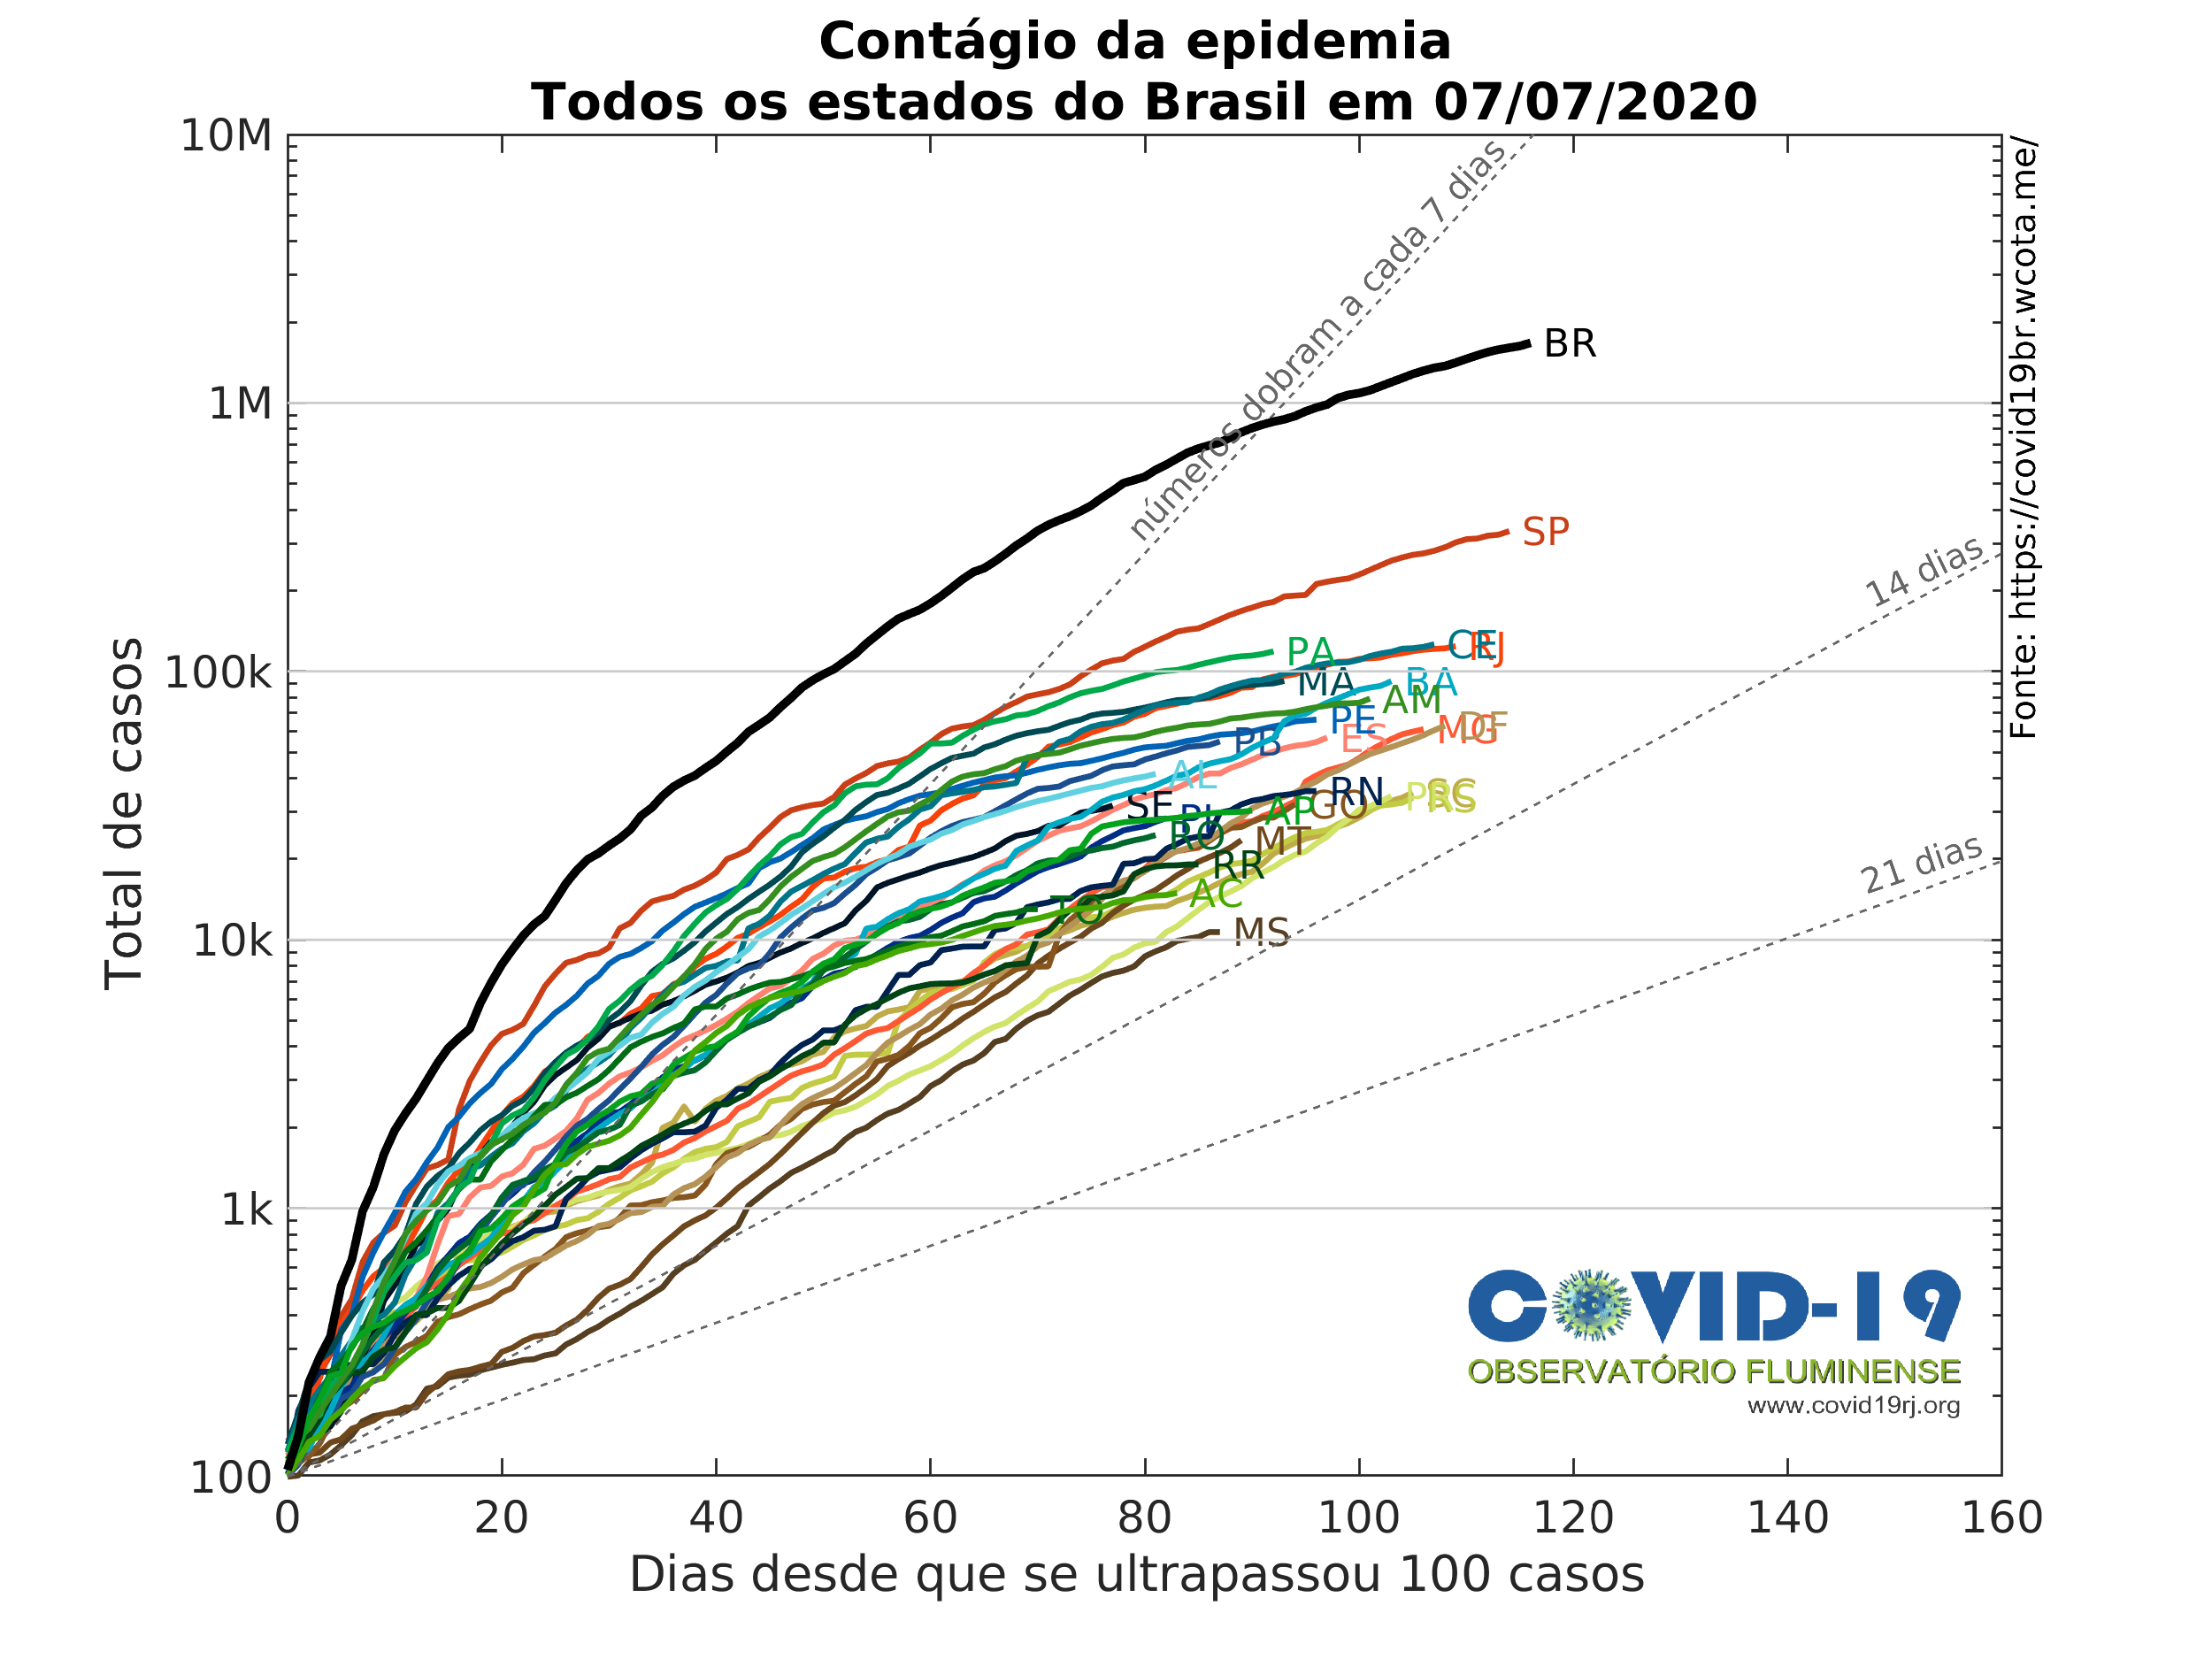 Contágio da epidemia
Todos os estados do Brasil em 07/07/2020
10M
1M
100k
10k
1k
100
Total de casos
0 20 40 60 80 100 120 140 160
Dias desde que se ultrapassou 100 casos
números dobram a cada 7 dias
14 dias
21 dias
BR
SP
PA
CE
RJ
MA
BA
AM
PE
DF
MG
ES
PB
AL
RN
SC
PR
RS
SE
GO
AP
PI
RO
MT
RR
AC
TO
MS
Fonte: https://covid19br.wcota.me/
COVID-19
OBSERVATÓRIO FLUMINENSE
www.covid19rj.org